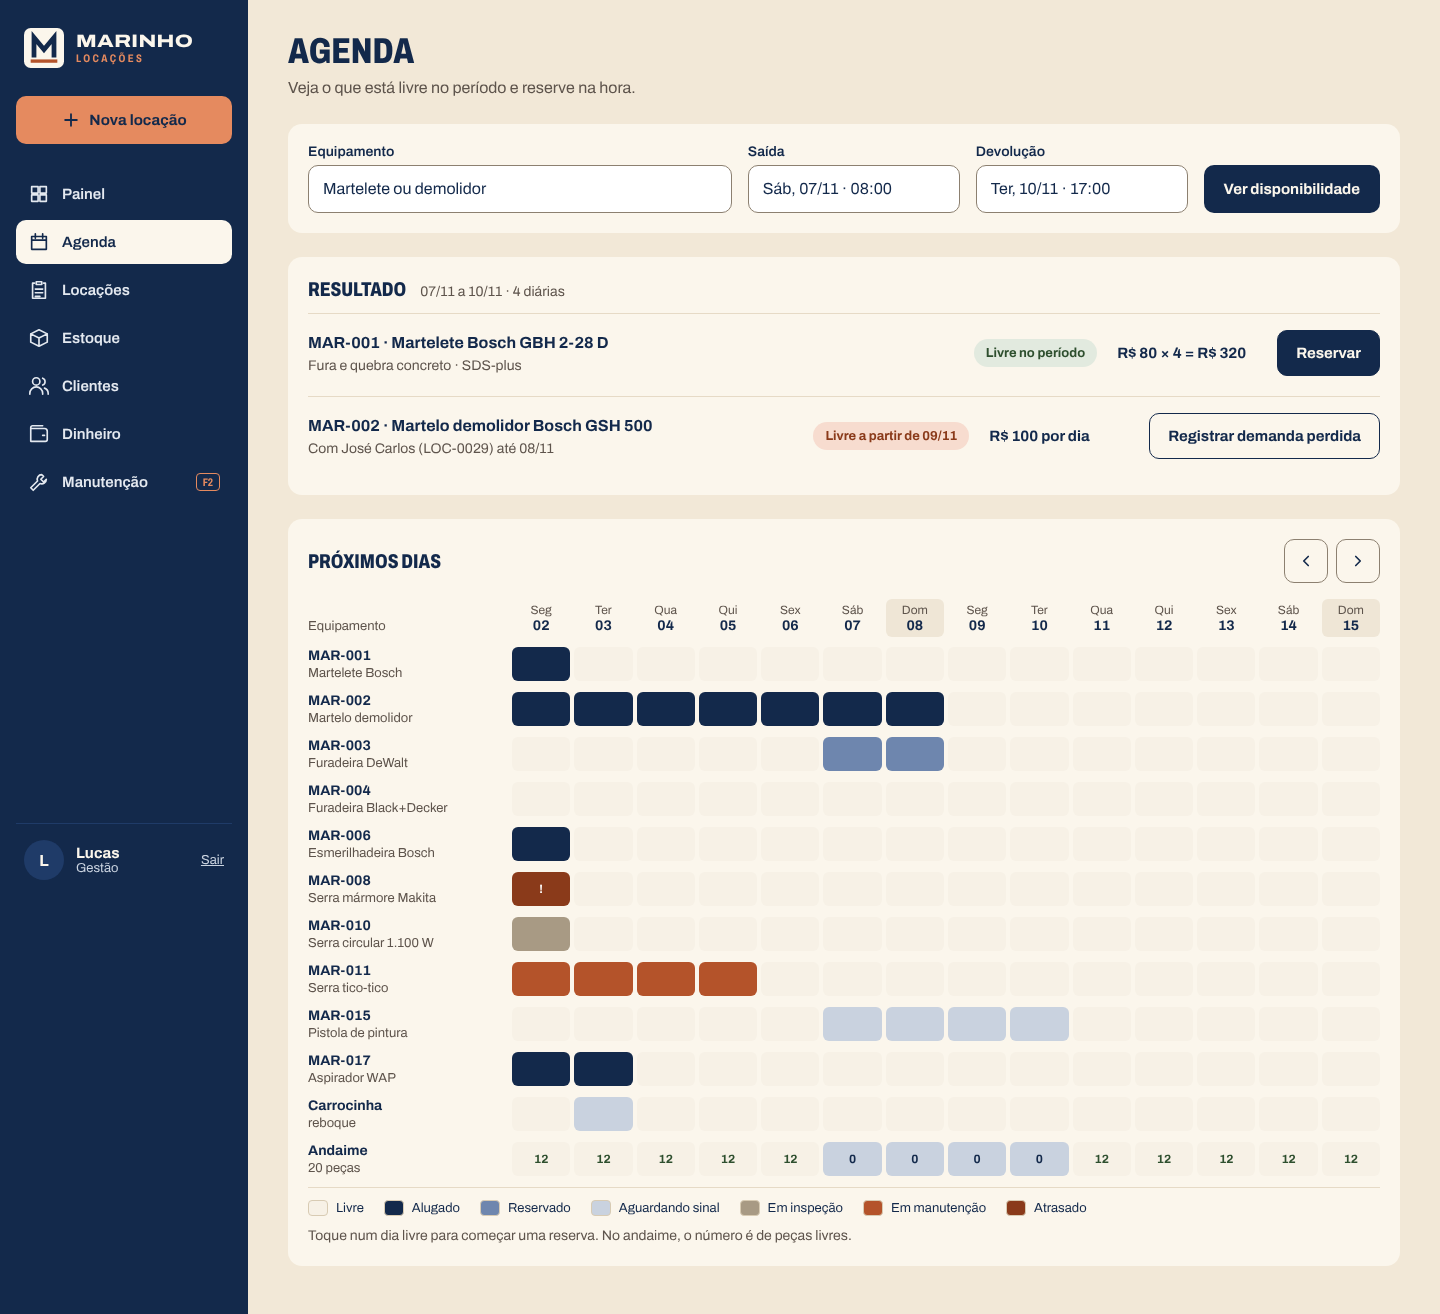 MARINHO
LOCAÇÕES
Nova locação
Painel
Agenda
Locações
Estoque
Clientes
Dinheiro
Manutenção F2
L Lucas
Gestão
Sair
AGENDA
Veja o que está livre no período e reserve na hora.
Equipamento
Martelete ou demolidor
Saída
Sáb, 07/11 · 08:00
Devolução
Ter, 10/11 · 17:00
Ver disponibilidade
RESULTADO 07/11 a 10/11 · 4 diárias
MAR-001 · Martelete Bosch GBH 2-28 D
Fura e quebra concreto · SDS-plus
Livre no período
R$ 80 × 4 = R$ 320
Reservar
MAR-002 · Martelo demolidor Bosch GSH 500
Com José Carlos (LOC-0029) até 08/11
Livre a partir de 09/11
R$ 100 por dia
Registrar demanda perdida
PRÓXIMOS DIAS
Seg Ter Qua Qui Sex Sáb Dom Seg Ter Qua Qui Sex Sáb Dom
Equipamento 02 03 04 05 06 07 08 09 10 11 12 13 14 15
MAR-001
Martelete Bosch
MAR-002
Martelo demolidor
MAR-003
Furadeira DeWalt
MAR-004
Furadeira Black+Decker
MAR-006
Esmerilhadeira Bosch
MAR-008
Serra mármore Makita
!
MAR-010
Serra circular 1.100 W
MAR-011
Serra tico-tico
MAR-015
Pistola de pintura
MAR-017
Aspirador WAP
Carrocinha
reboque
Andaime
20 peças
12 12 12 12 12 0 0 0 0 12 12 12 12 12
Livre Alugado Reservado Aguardando sinal Em inspeção Em manutenção Atrasado
Toque num dia livre para começar uma reserva. No andaime, o número é de peças livres.